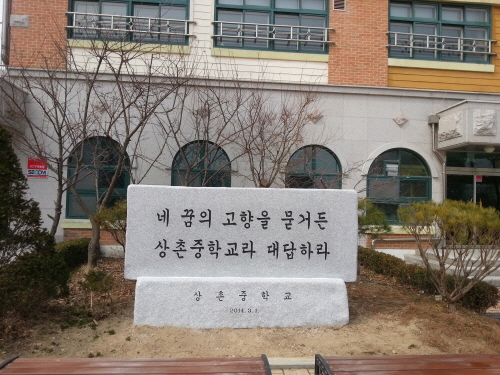 네 꿈의 고향을 묻거든
상촌중학교라 대답하라
상촌중학교
2014. 3. 1.